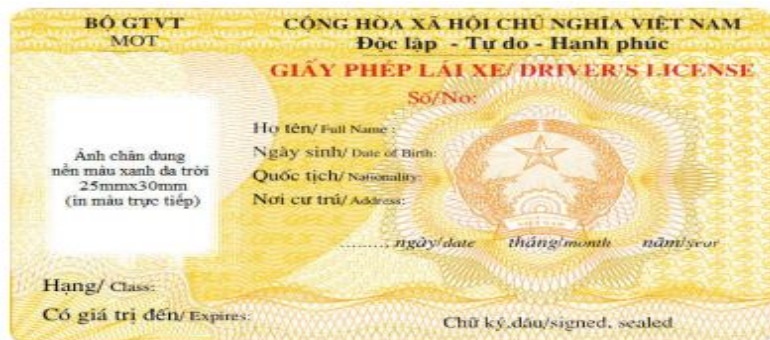 BỘ GTVT
MOT
CỘNG HÒA XÃ HỘI CHỦ NGHĨA VIỆT NAM
Độc lập - Tự do - Hạnh phúc
GIẤY PHÉP LÁI XE/ DRIVER'S LICENSE
Số/No:
Ảnh chân dung
nền màu xanh da trời
25mmx30mm
(in màu trực tiếp)
Họ tên/ Full Name :
Ngày sinh/ Date of Birth:
Quốc tịch/ Nationality:
Nơi cư trú/ Address:
........, ngày/date tháng/month năm/year
Hạng/ Class:
Có giá trị đến/ Expires:
Chữ ký,dấu/signed, sealed